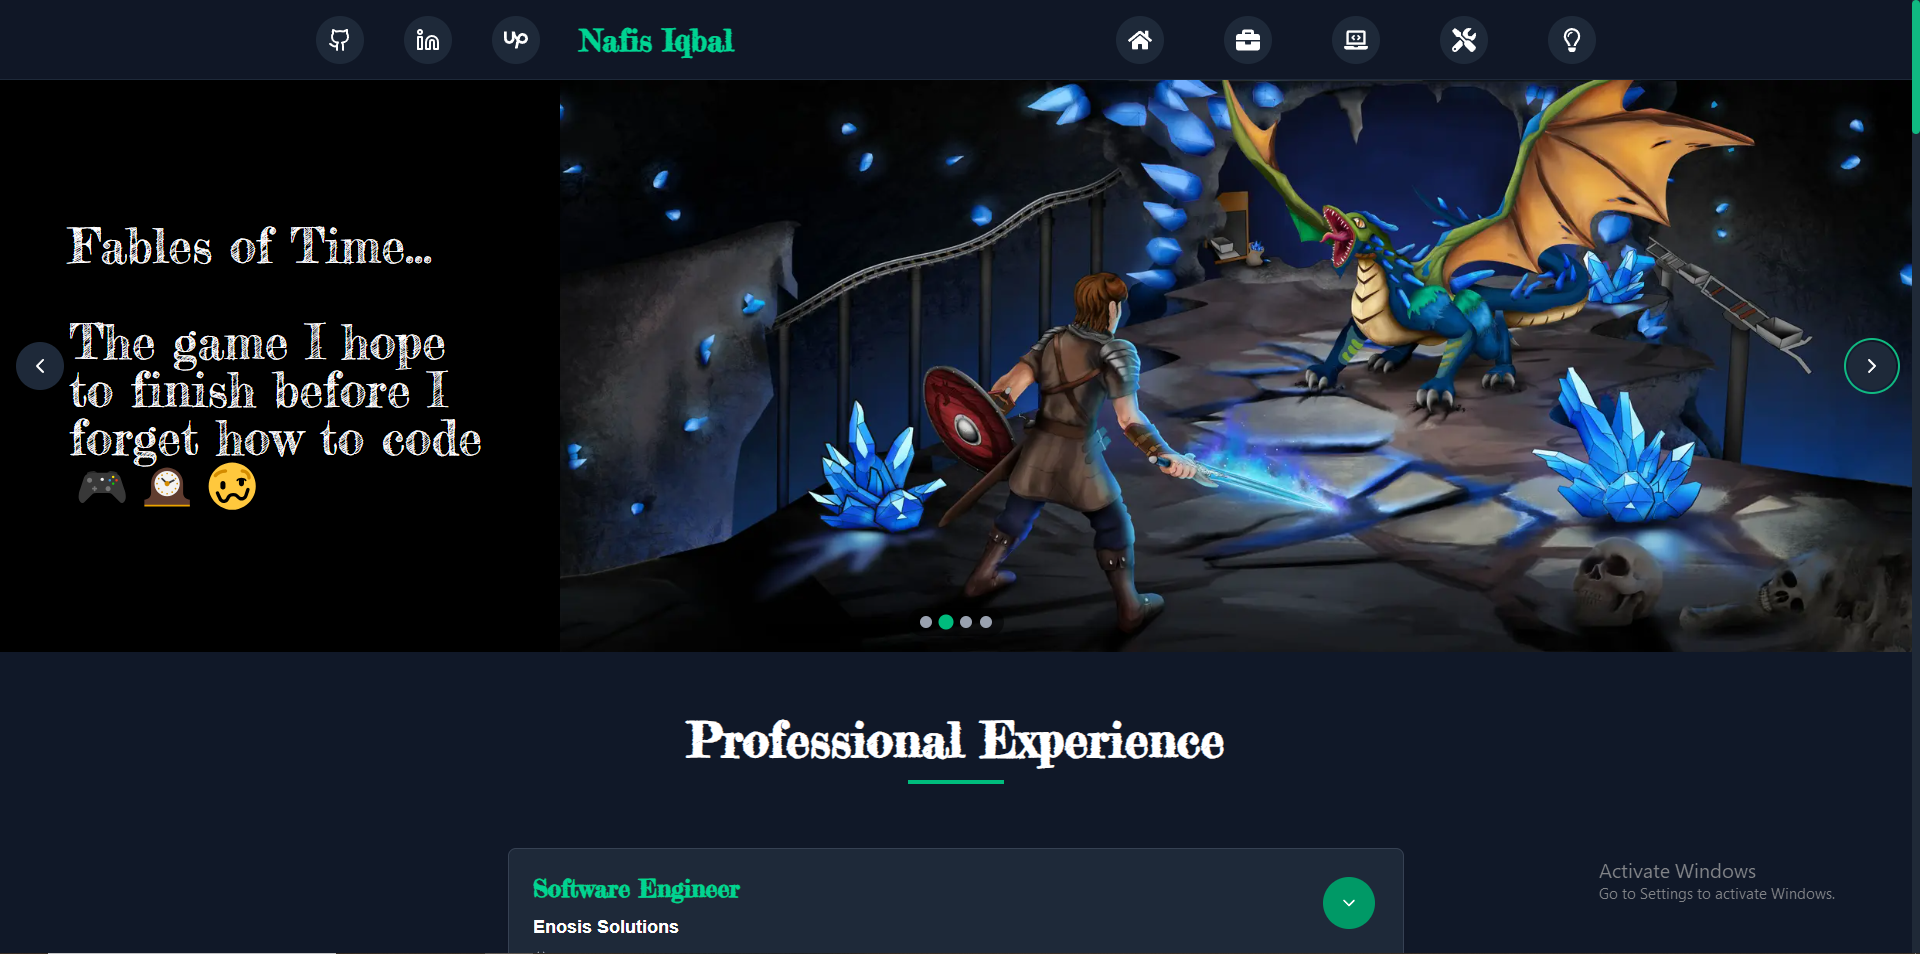 up
Nafis Iqbal
Fables of Time...
The game I hope
to finish before I
forget how to code
🎮 🕰️ 🥴
Professional Experience
Software Engineer
Enosis Solutions
Activate Windows
Go to Settings to activate Windows.